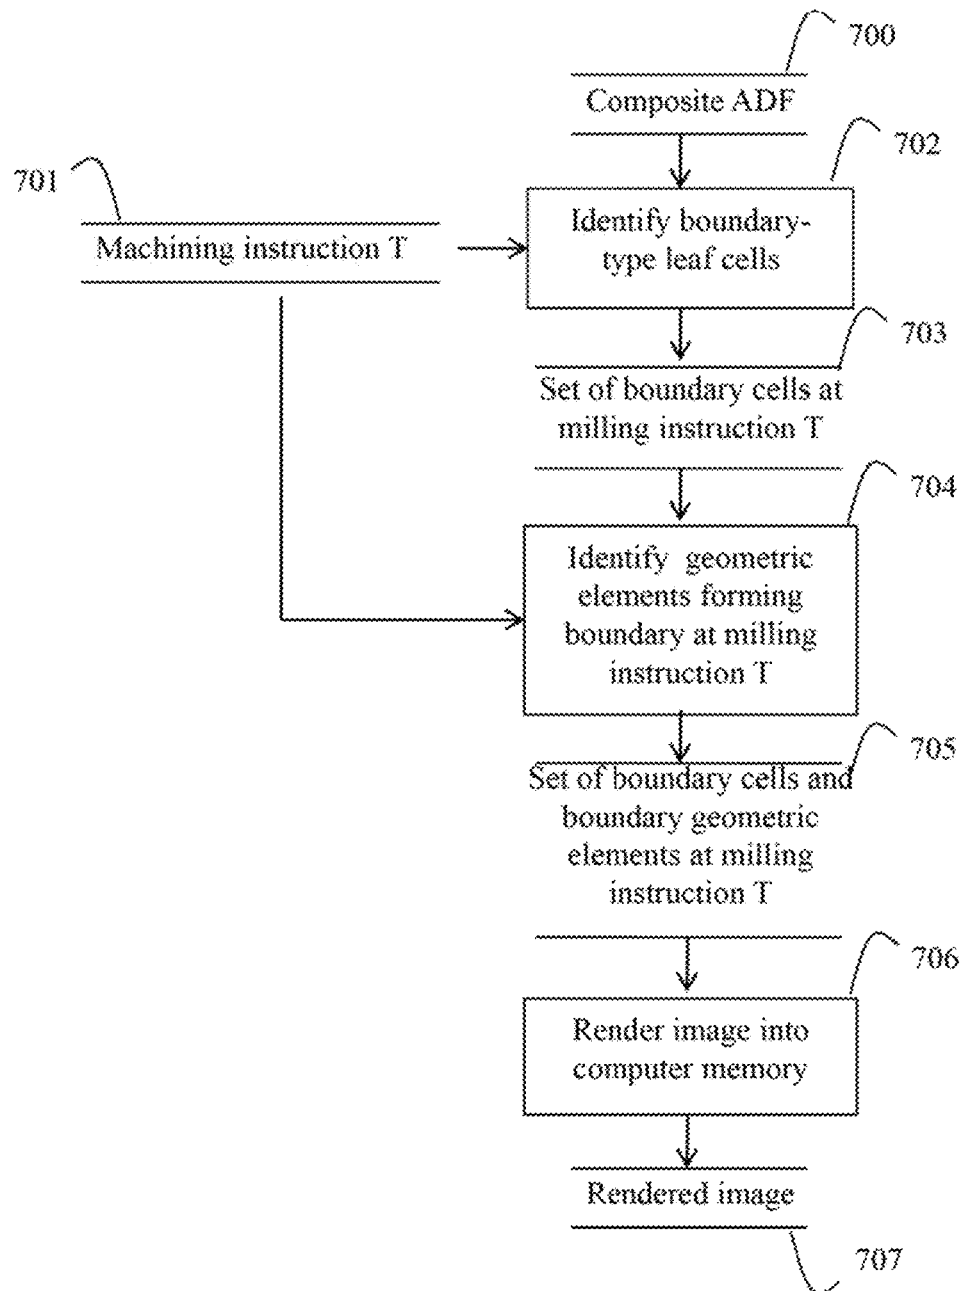 700
Composite ADF
702
701
Identify boundary-
type leaf cells
Machining instruction T
703
Set of boundary cells at
milling instruction T
704
Identify geometric
elements forming
boundary at milling
instruction T
705
Set of boundary cells and
boundary geometric
elements at milling
instruction T
706
Render image into
computer memory
Rendered image
707